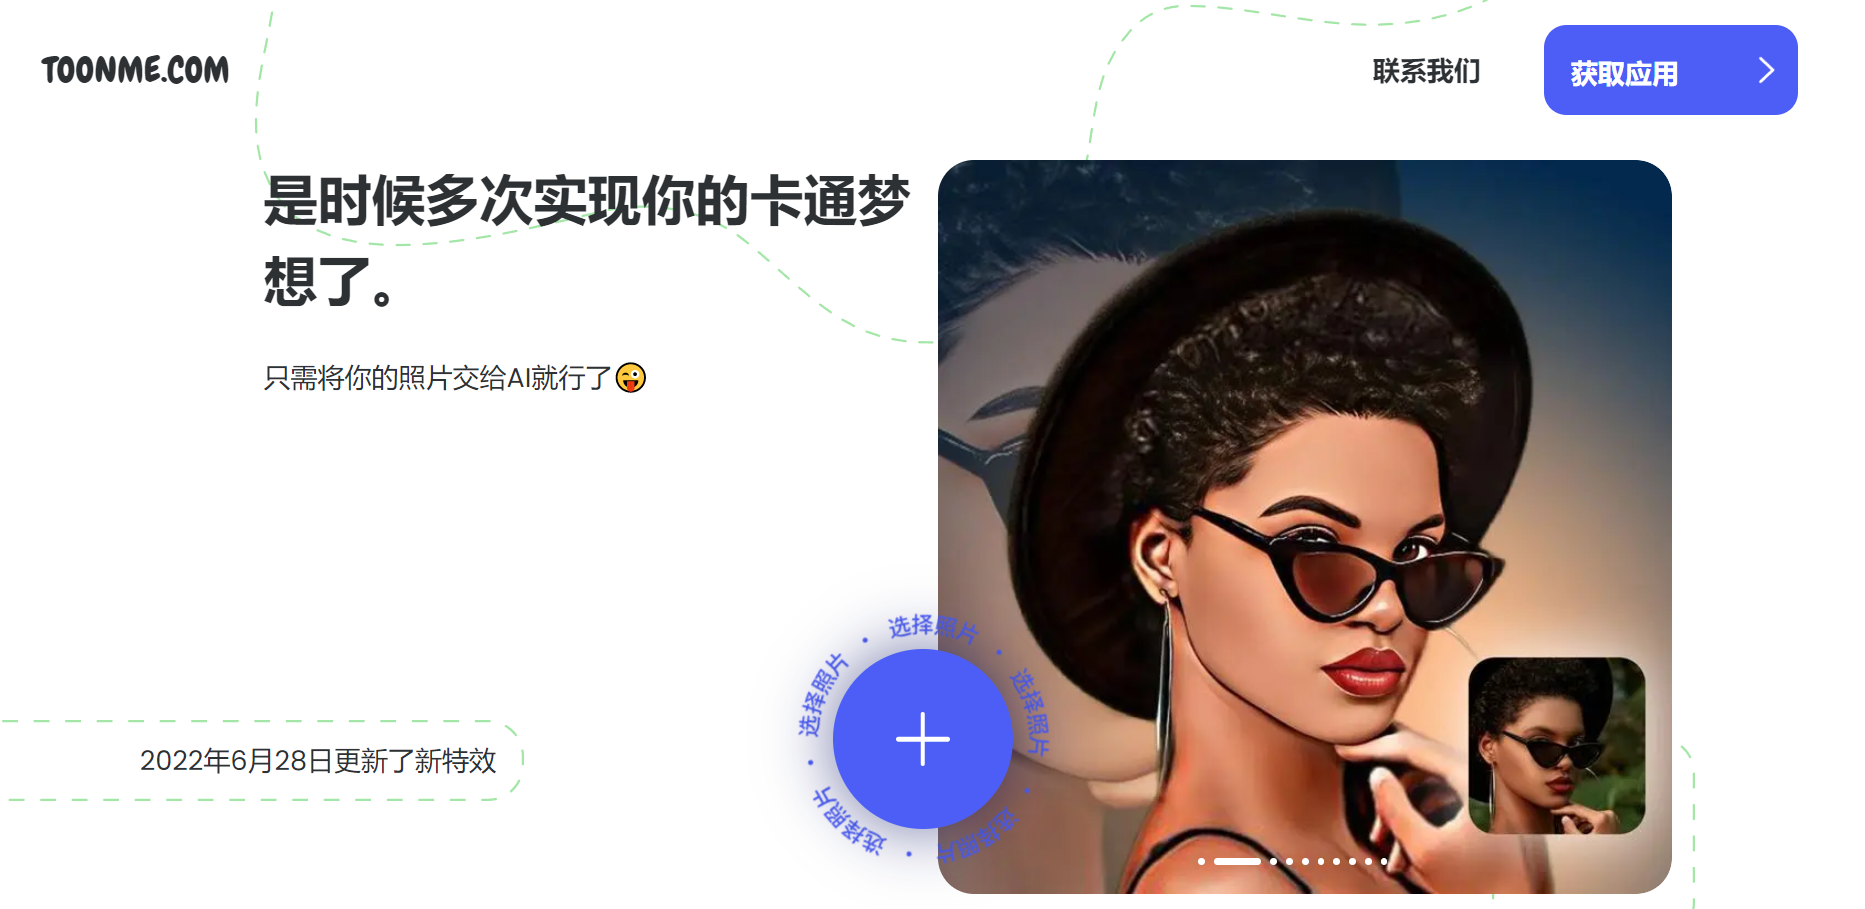 TOONME.COM
联系我们
获取应用
是时候多次实现你的卡通梦
想了。
只需将你的照片交给AI就行了😜
选择照片 • 选择照片 • 选择照片 • 选择照片 • 选择照片 •
2022年6月28日更新了新特效